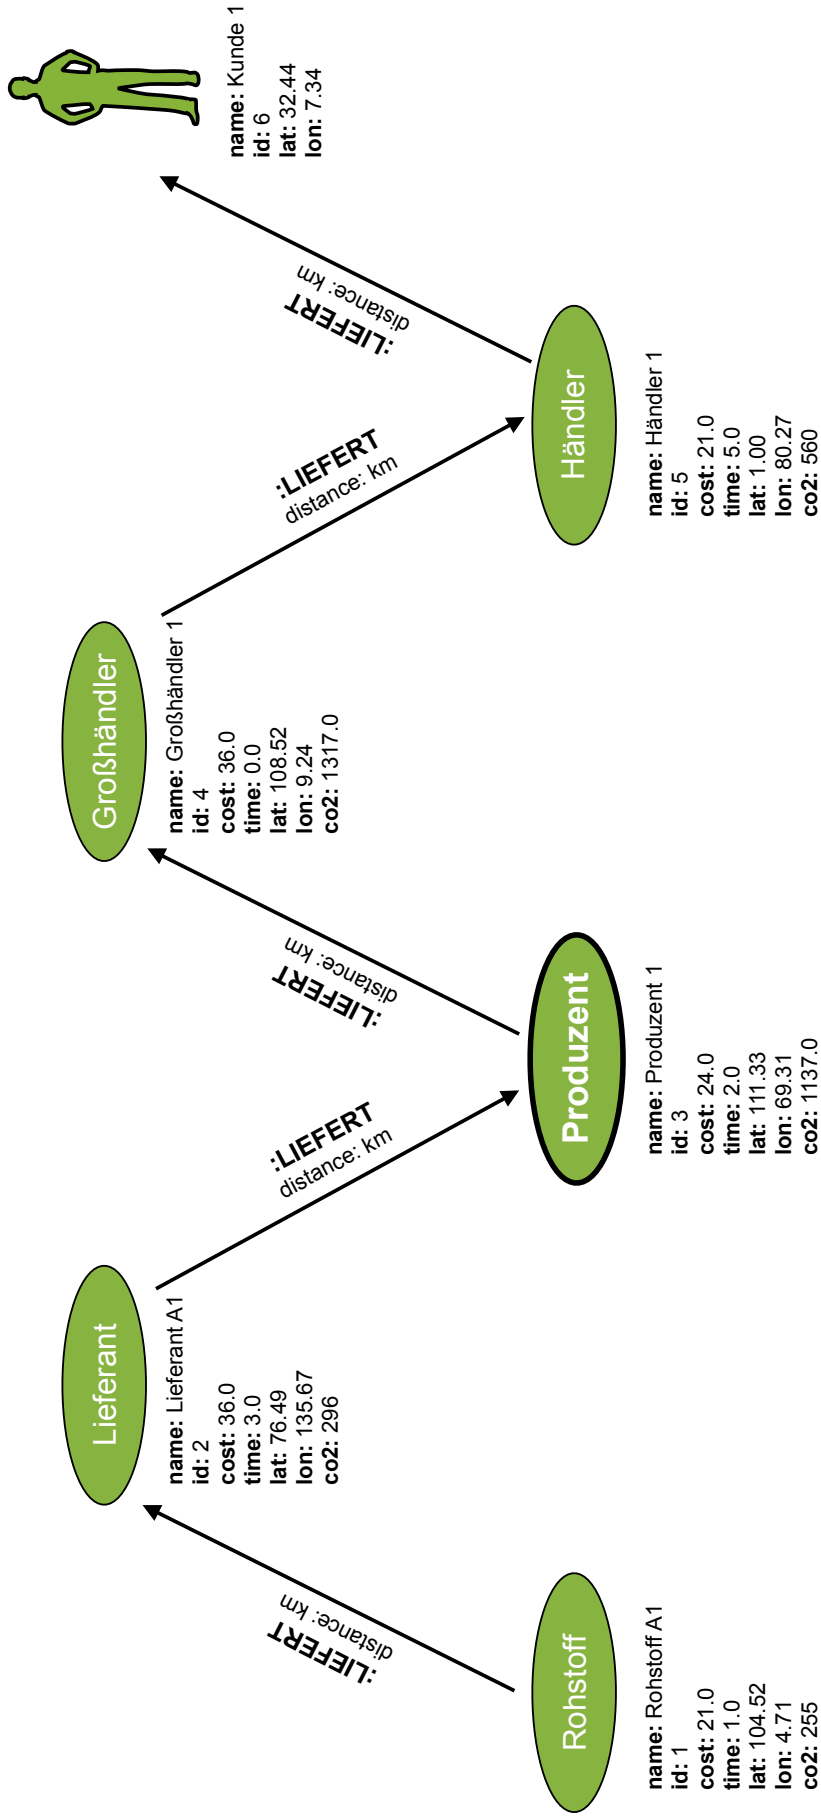 Rohstoff
name: Rohstoff A1
id: 1
cost: 21.0
time: 1.0
lat: 104.52
lon: 4.71
co2: 255
:LIEFERT
distance: km
Lieferant
name: Lieferant A1
id: 2
cost: 36.0
time: 3.0
lat: 76.49
lon: 135.67
co2: 296
:LIEFERT
distance: km
Produzent
name: Produzent 1
id: 3
cost: 24.0
time: 2.0
lat: 111.33
lon: 69.31
co2: 1137.0
:LIEFERT
distance: km
Großhändler
name: Großhändler 1
id: 4
cost: 36.0
time: 0.0
lat: 108.52
lon: 9.24
co2: 1317.0
:LIEFERT
distance: km
Händler
name: Händler 1
id: 5
cost: 21.0
time: 5.0
lat: 1.00
lon: 80.27
co2: 560
:LIEFERT
distance: km
name: Kunde 1
id: 6
lat: 32.44
lon: 7.34